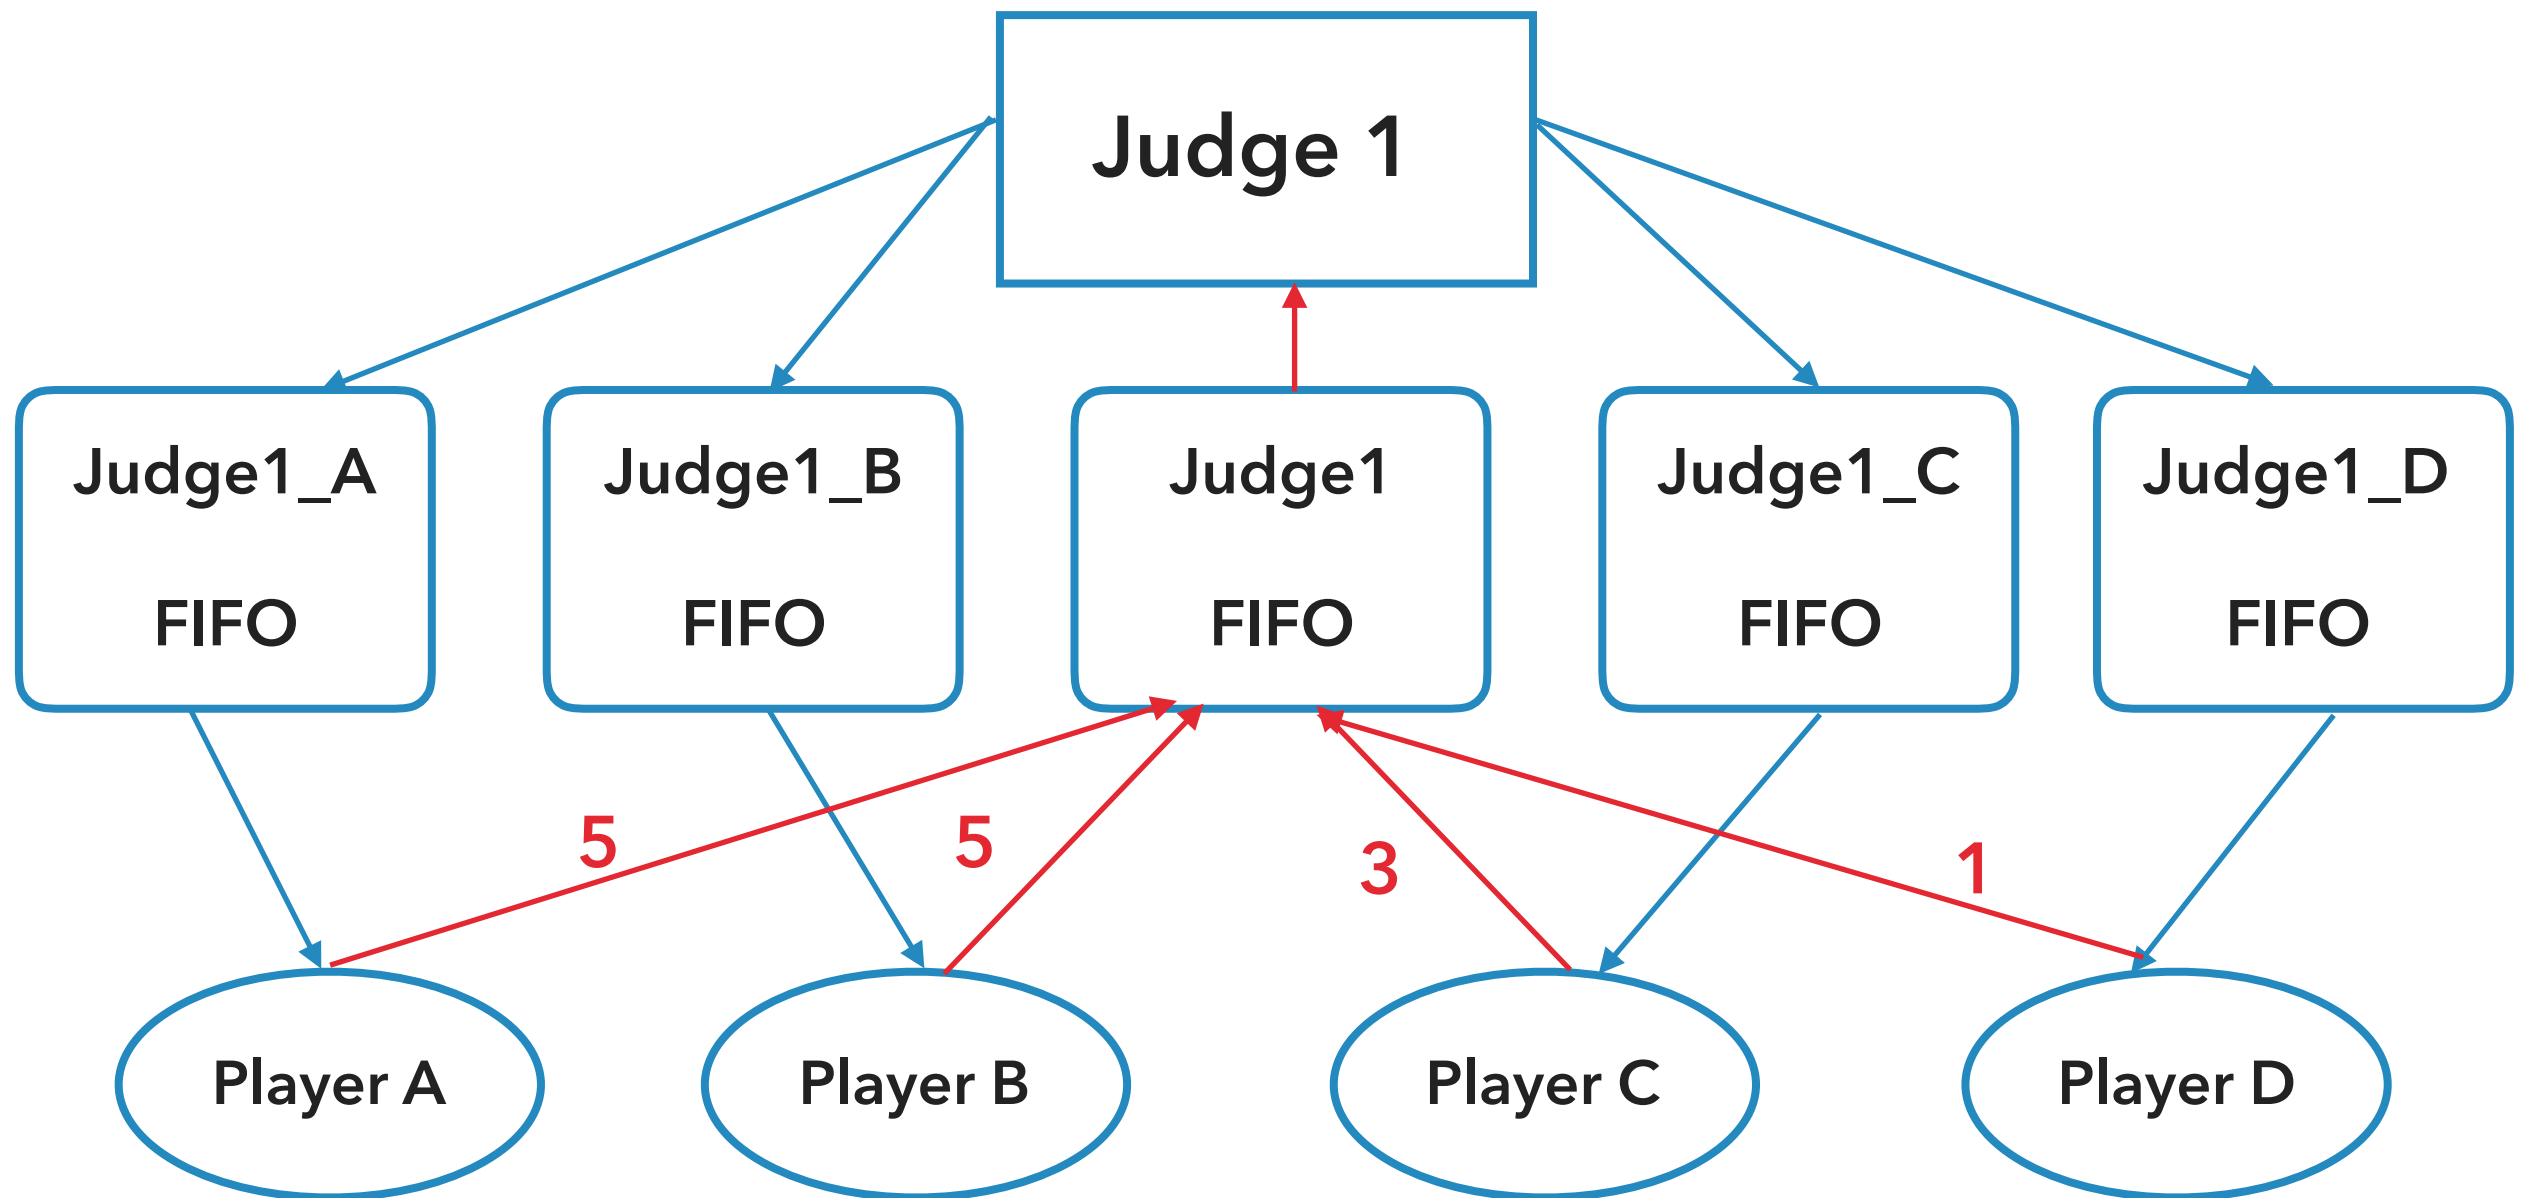 Judge 1
Judge1_A
FIFO
Judge1_B
FIFO
Judge1
FIFO
Judge1_C
FIFO
Judge1_D
FIFO
5
5
3
1
Player A
Player B
Player C
Player D